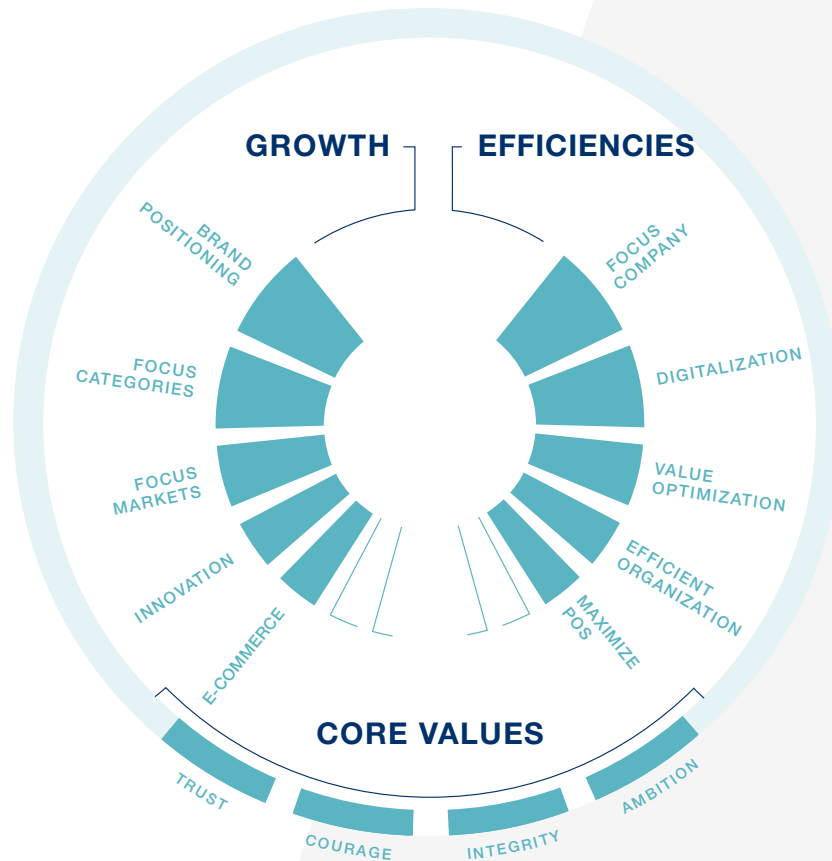 GROWTH
EFFICIENCIES
BRAND
POSITIONING
FOCUS
CATEGORIES
FOCUS
MARKETS
INNOVATION
E-COMMERCE
FOCUS
COMPANY
DIGITALIZATION
VALUE
OPTIMIZATION
EFFICIENT
ORGANIZATION
MAXIMIZE
POS
CORE VALUES
TRUST
COURAGE
INTEGRITY
AMBITION